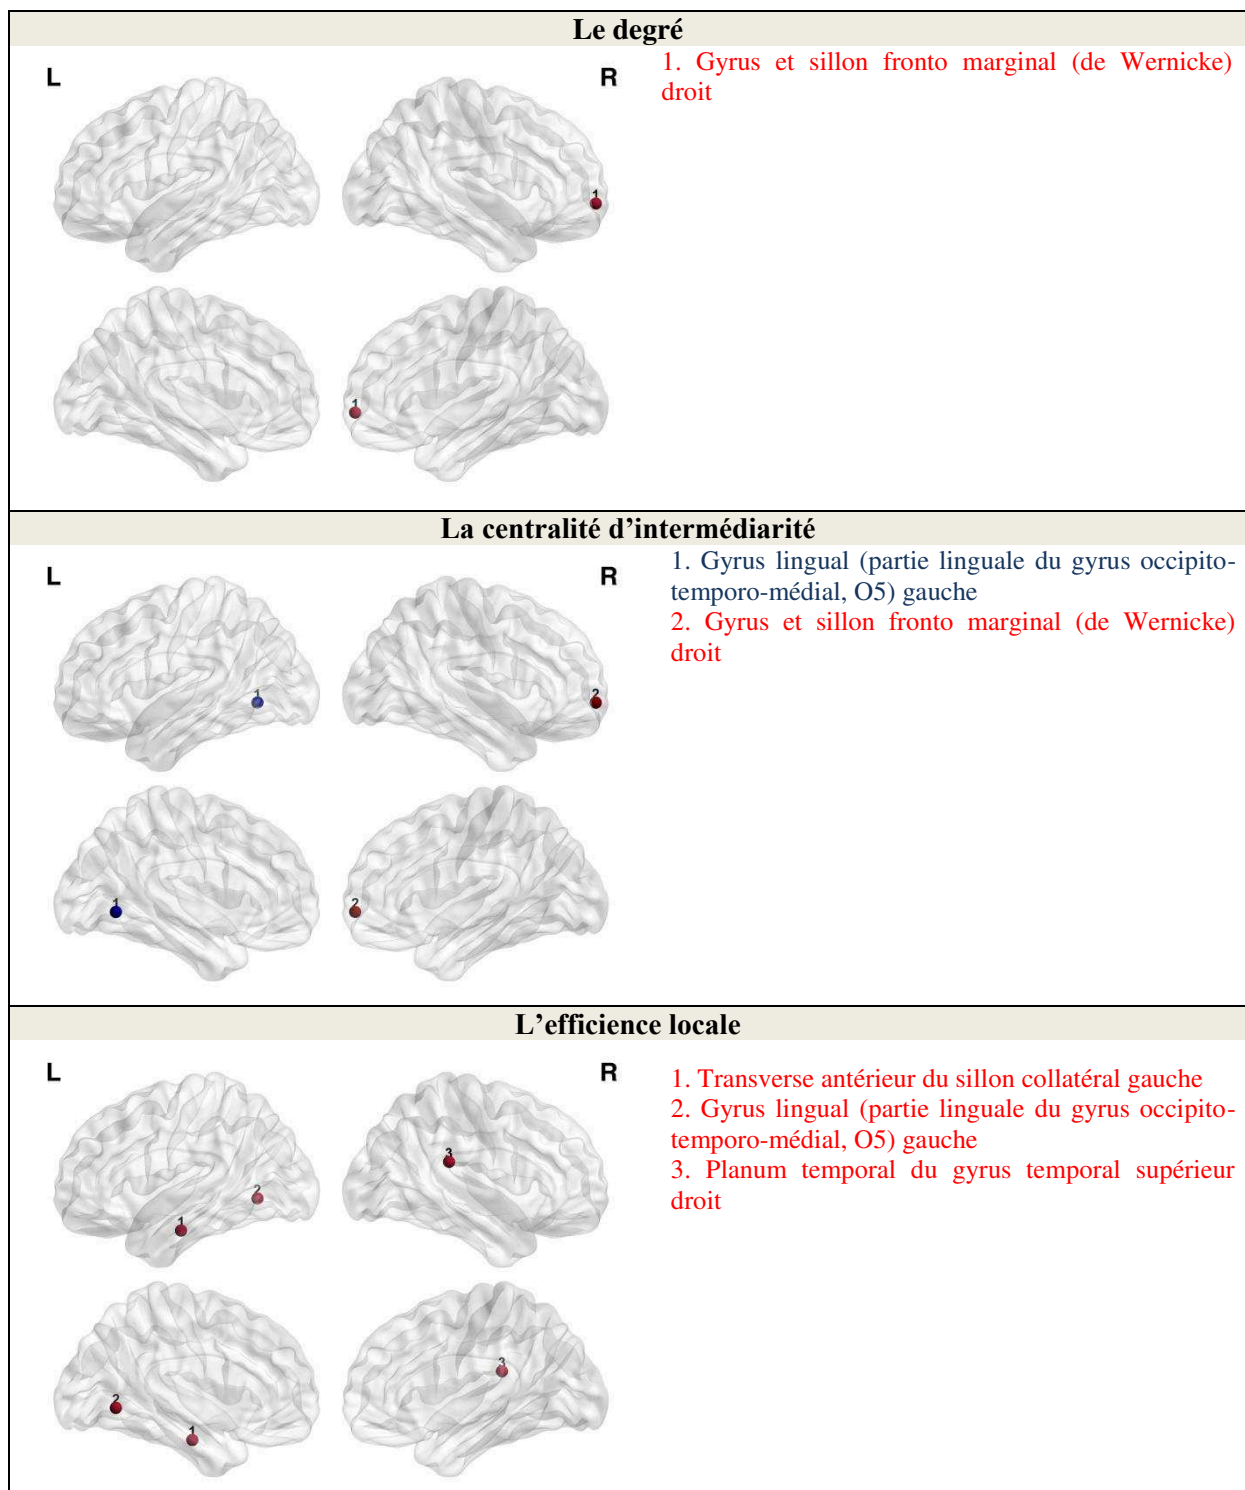 Le degré
L
R
1. Gyrus et sillon fronto marginal (de Wernicke)
droit
1
1
La centralité d’intermédiarité
L
R
1. Gyrus lingual (partie linguale du gyrus occipito-
temporo-médial, O5) gauche
2. Gyrus et sillon fronto marginal (de Wernicke)
droit
1
2
1
2
L’efficience locale
L
R
1. Transverse antérieur du sillon collatéral gauche
2. Gyrus lingual (partie linguale du gyrus occipito-
temporo-médial, O5) gauche
3. Planum temporal du gyrus temporal supérieur
droit
3
2
1
3
2
1